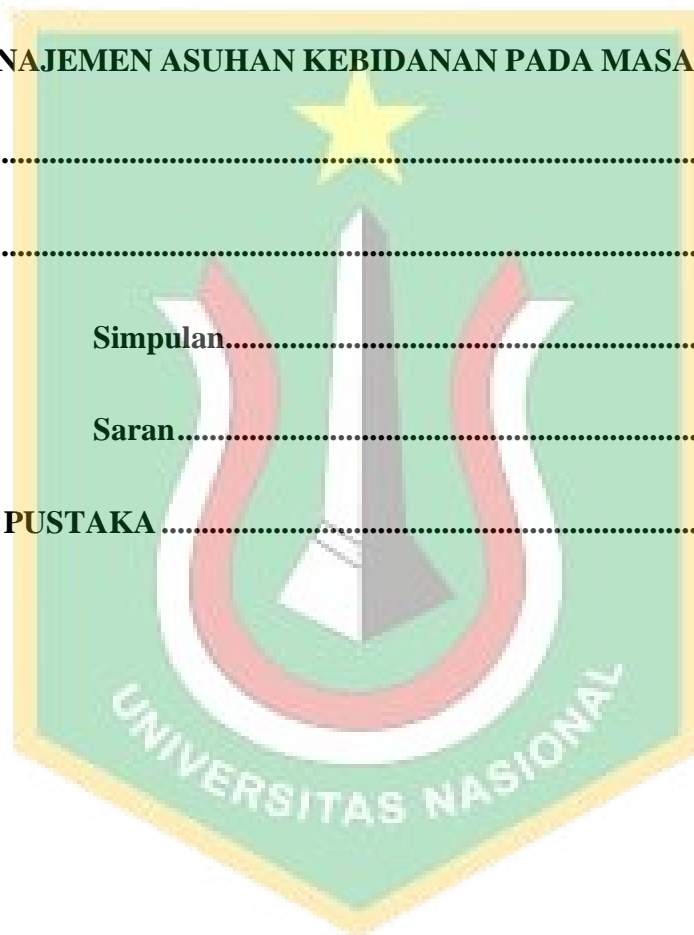 NAJEMEN ASUHAN KEBIDANAN PADA MASA
..........................................................................................
..........................................................................................
Simpulan..............................................................
Saran....................................................................
PUSTAKA......................................................................
UNIVERSITAS NASIONAL